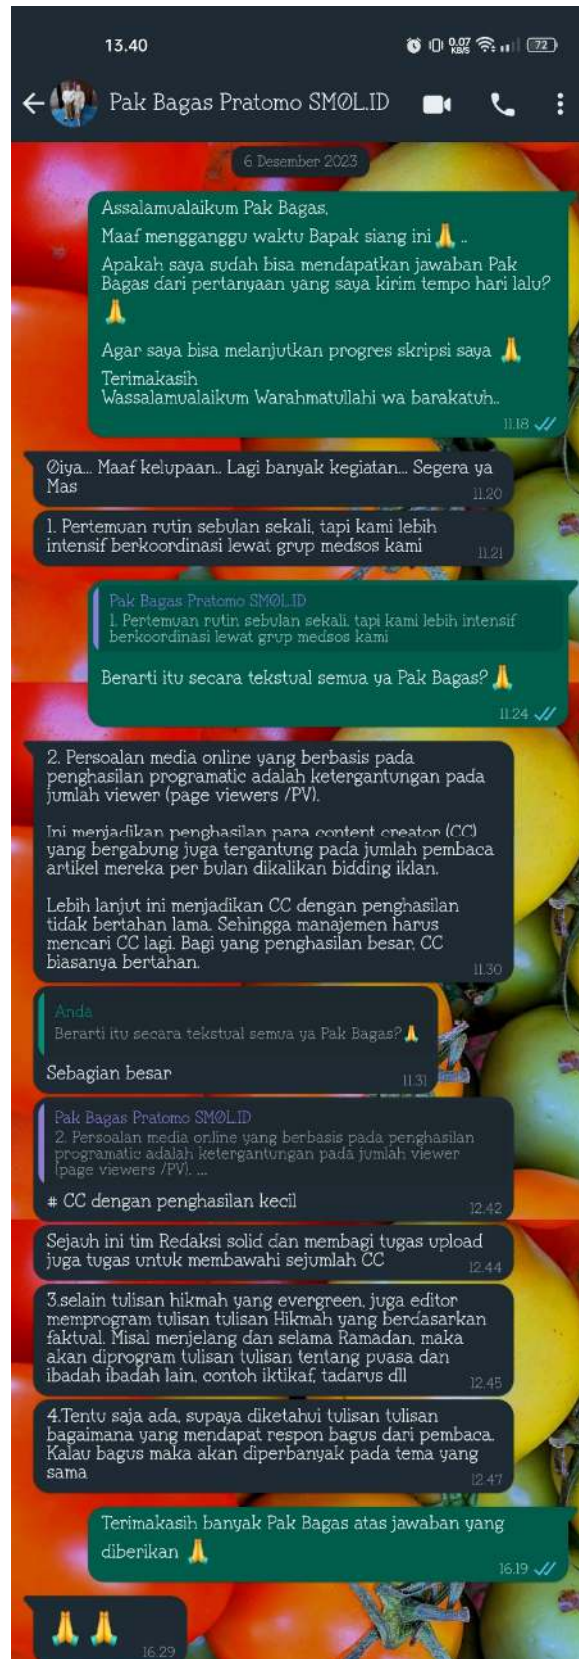 13.40
0.07
KB/S
72
Pak Bagas Pratomo SMØL.ID
6 Desember 2023
Assalamualaikum Pak Bagas,
Maaf mengganggu waktu Bapak siang ini🙏 ..
Apakah saya sudah bisa mendapatkan jawaban Pak
Bagas dari pertanyaan yang saya kirim tempo hari lalu?
🙏
Agar saya bisa melanjutkan progres skripsi saya 🙏
Terimakasih
Wassalamualaikum Warahmatullahi wa barakatuh..
11.18
Øiya... Maaf kelupaan.. Lagi banyak kegiatan... Segera ya
Mas
11.20
1. Pertemuan rutin sebulan sekali, tapi kami lebih
intensif berkoordinasi lewat grup medsos kami
11.21
Pak Bagas Pratomo SMØL.ID
1. Pertemuan rutin sebulan sekali, tapi kami lebih intensif
berkoordinasi lewat grup medsos kami
Berarti itu secara tekstual semua ya Pak Bagas?🙏
11.24
2. Persoalan media online yang berbasis pada
penghasilan programatic adalah ketergantungan pada
jumlah viewer (page viewers /PV).
Ini menjadikan penghasilan para content creator (CC)
yang bergabung juga tergantung pada jumlah pembaca
artikel mereka per bulan dikalikan bidding iklan.
Lebih lanjut ini menjadikan CC dengan penghasilan
tidak bertahan lama. Sehingga manajemen harus
mencari CC lagi. Bagi yang penghasilan besar, CC
biasanya bertahan.
11.30
Anda
Berarti itu secara tekstual semua ya Pak Bagas?🙏
Sebagian besar
11.31
Pak Bagas Pratomo SMØL.ID
2. Persoalan media online yang berbasis pada penghasilan
programatic adalah ketergantungan pada jumlah viewer
(page viewers /PV). ...
# CC dengan penghasilan kecil
12.42
Sejauh ini tim Redaksi solid dan membagi tugas upload
juga tugas untuk membawahi sejumlah CC
12.44
3.selain tulisan hikmah yang evergreen, juga editor
memprogram tulisan tulisan Hikmah yang berdasarkan
faktual. Misal menjelang dan selama Ramadan, maka
akan diprogram tulisan tulisan tentang puasa dan
ibadah ibadah lain, contoh iktikaf, tadarus dll
12.45
4.Tentu saja ada, supaya diketahui tulisan tulisan
bagaimana yang mendapat respon bagus dari pembaca.
Kalau bagus maka akan diperbanyak pada tema yang
sama
12.47
Terimakasih banyak Pak Bagas atas jawaban yang
diberikan 🙏
16.19
🙏🙏
16.29